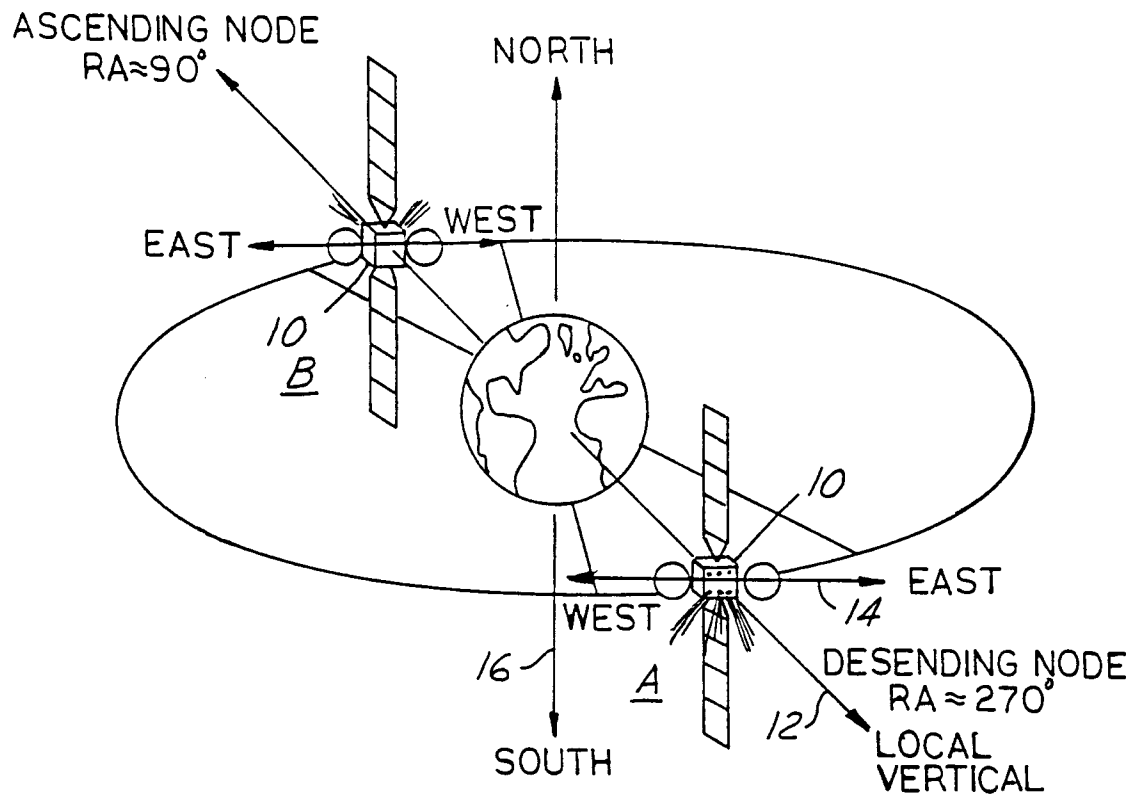 ASCENDING NODE
RA≈90°
NORTH
WEST
EAST
10
B
10
EAST
14
WEST
16
A
DESENDING NODE
RA≈270°
12
LOCAL
VERTICAL
SOUTH